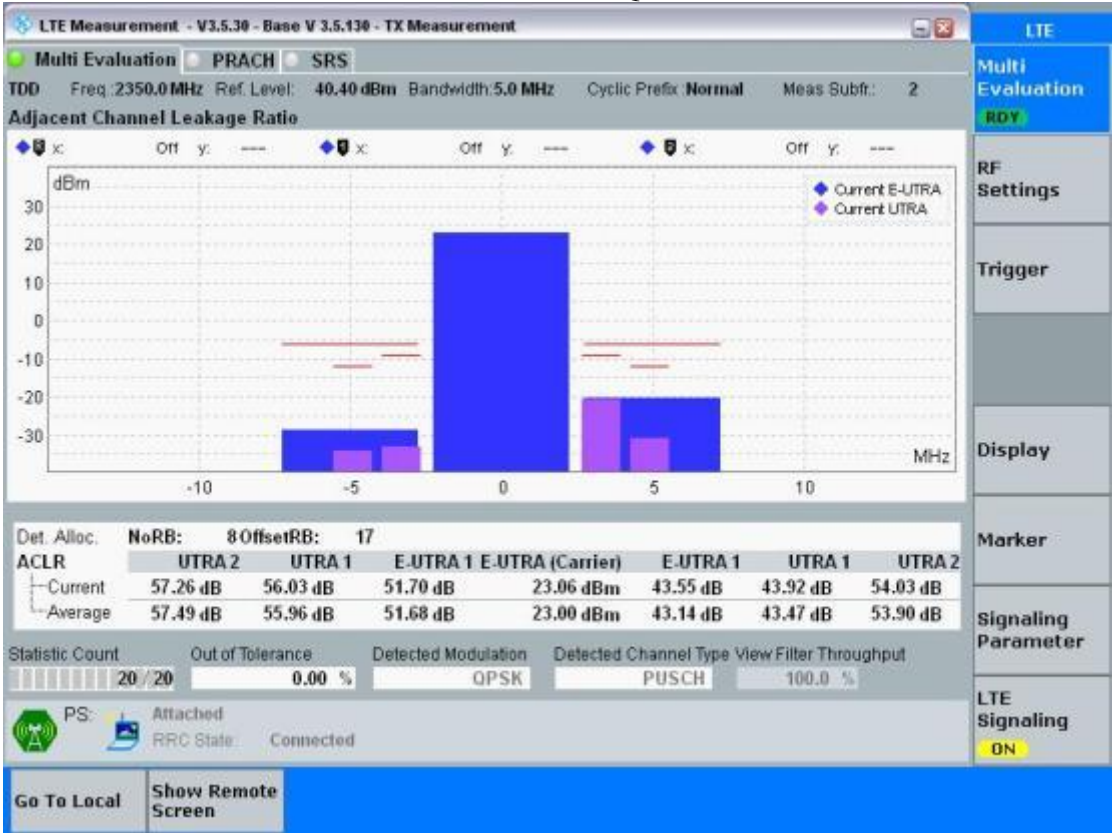 LTE Measurement - V3.5.30 - Base V 3.5.130 - TX Measurement
LTE
Multi Evaluation PRACH SRS
Multi
Evaluation
RDY
TDD Freq.:2350.0 MHz Ref. Level: 40.40 dBm Bandwidth:5.0 MHz Cyclic Prefix :Normal Meas Subfr.: 2
Adjacent Channel Leakage Ratio
x: Off y: --- x: Off y: --- x: Off y: ---
dBm
Current E-UTRA
Current UTRA
RF
Settings
30
20
10
0
-10
-20
-30
MHz
-10 -5 0 5 10
Trigger
Display
Marker
Det. Alloc. NoRB: 8 OffsetRB: 17
ACLR UTRA 2 UTRA 1 E-UTRA 1 E-UTRA (Carrier) E-UTRA 1 UTRA 1 UTRA 2
Current 57.26 dB 56.03 dB 51.70 dB 23.06 dBm 43.55 dB 43.92 dB 54.03 dB
Average 57.49 dB 55.96 dB 51.68 dB 23.00 dBm 43.14 dB 43.47 dB 53.90 dB
Signaling
Parameter
Statistic Count Out of Tolerance Detected Modulation Detected Channel Type View Filter Throughput
20 / 20 0.00 % QPSK PUSCH 100.0 %
PS: Attached
RRC State: Connected
LTE
Signaling
ON
Go To Local
Show Remote
Screen